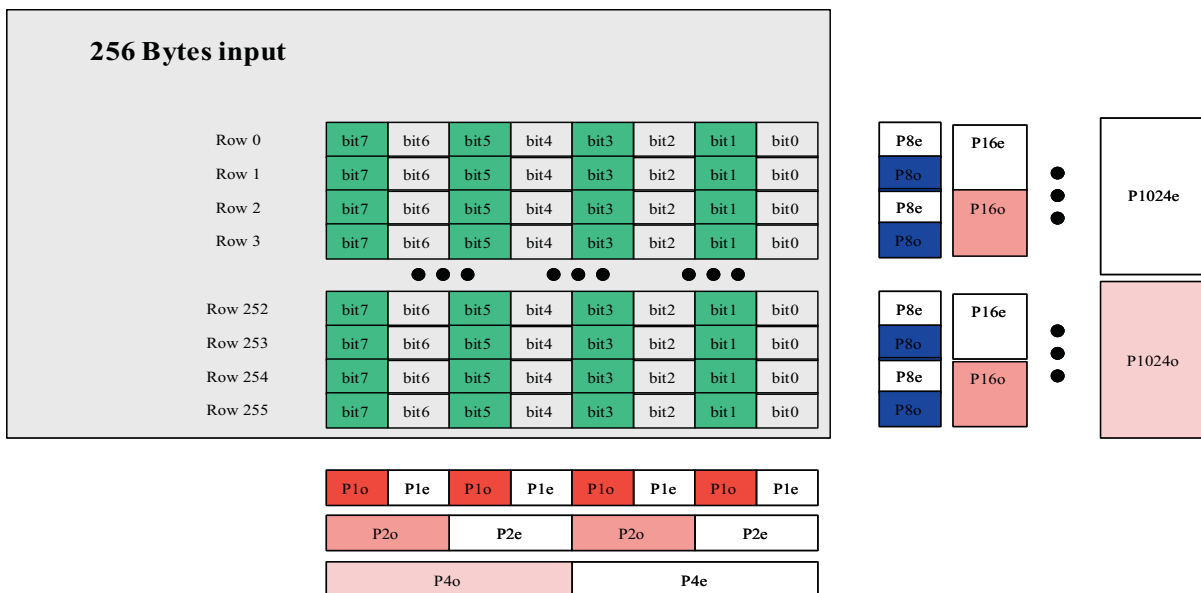 256 Bytes input
Row 0 bit7 bit6 bit5 bit4 bit3 bit2 bit1 bit0 P8e P16e
Row 1 bit7 bit6 bit5 bit4 bit3 bit2 bit1 bit0 P8o
Row 2 bit7 bit6 bit5 bit4 bit3 bit2 bit1 bit0 P8e P16o P1024e
Row 3 bit7 bit6 bit5 bit4 bit3 bit2 bit1 bit0 P8o
Row 252 bit7 bit6 bit5 bit4 bit3 bit2 bit1 bit0 P8e P16e
Row 253 bit7 bit6 bit5 bit4 bit3 bit2 bit1 bit0 P8o
Row 254 bit7 bit6 bit5 bit4 bit3 bit2 bit1 bit0 P8e P16o P1024o
Row 255 bit7 bit6 bit5 bit4 bit3 bit2 bit1 bit0 P8o
P1o P1e P1o P1e P1o P1e P1o P1e
P2o P2e P2o P2e
P4o P4e